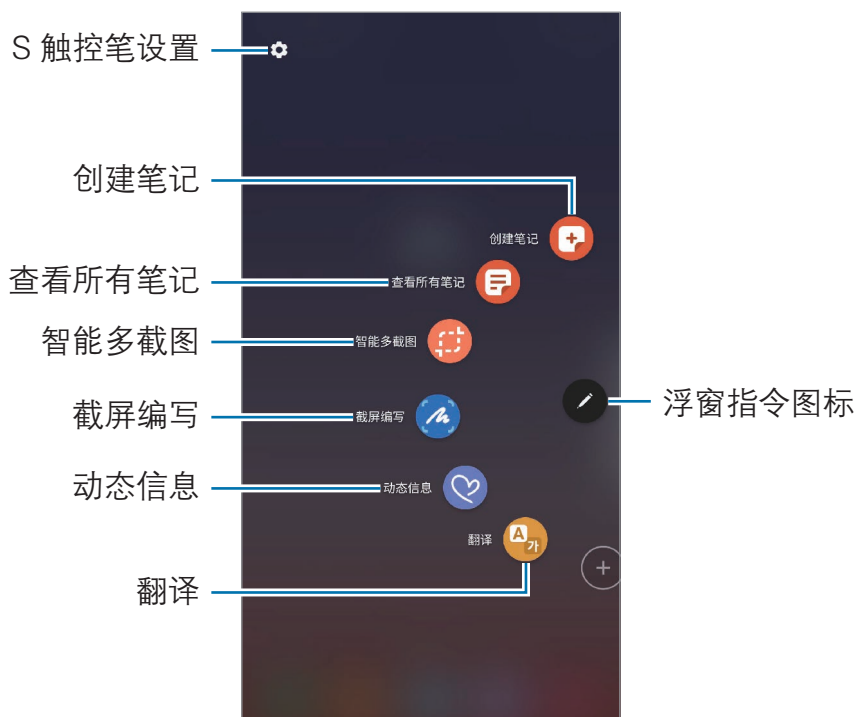 S 触控笔设置
创建笔记
创建笔记
查看所有笔记
查看所有笔记
智能多截图
智能多截图
截屏编写
截屏编写
浮窗指令图标
动态信息
动态信息
翻译
A
가
翻译